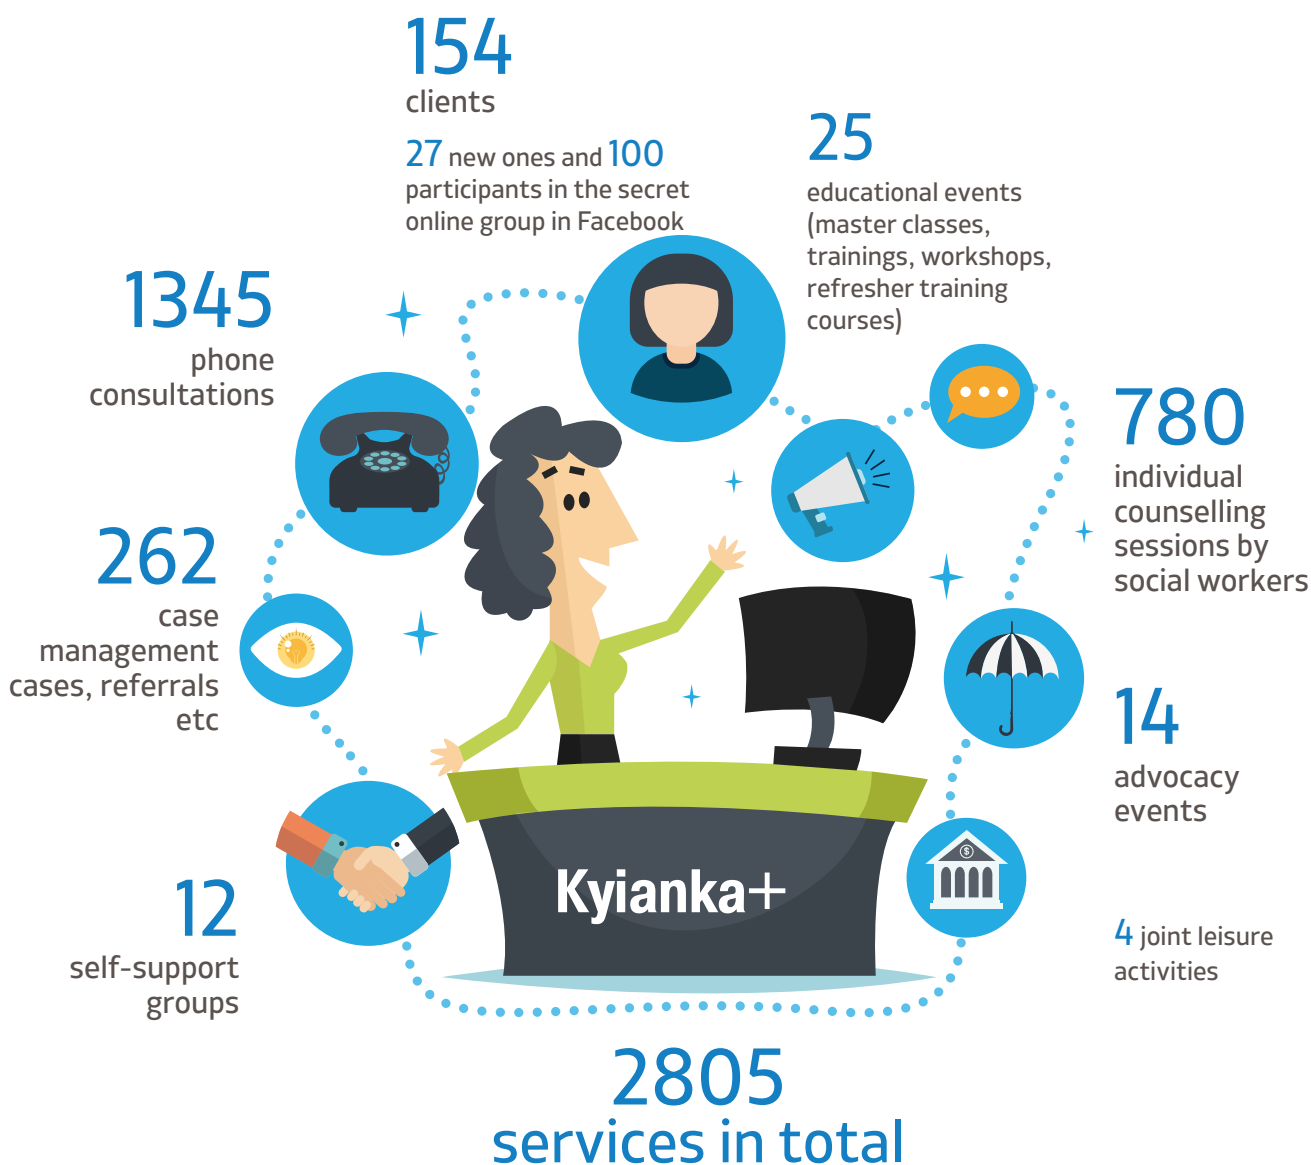 154
clients
27 new ones and 100
participants in the secret
online group in Facebook
25
educational events
(master classes,
trainings, workshops,
refresher training
courses)
1345
phone
consultations
780
individual
counselling
sessions by
social workers
262
case
management
cases, referrals
etc
14
advocacy
events
12
self-support
groups
Kyianka+
$
4 joint leisure
activities
2805
services in total